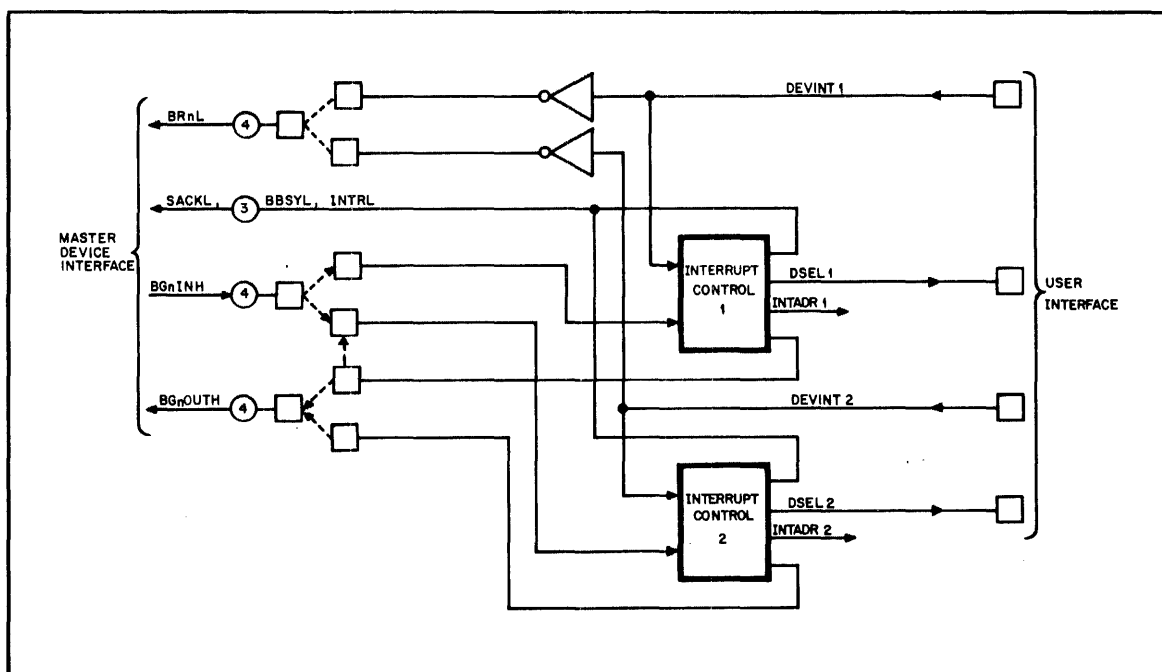 DEVINT 1
BRnL
4
SACKL, 3 BBSYL, INTRL
MASTER
DEVICE
INTERFACE
INTERRUPT
CONTROL
1
DSEL 1
INTADR 1
USER
INTERFACE
BGnINH
4
BGnOUTH
4
DEVINT 2
INTERRUPT
CONTROL
2
DSEL 2
INTADR 2